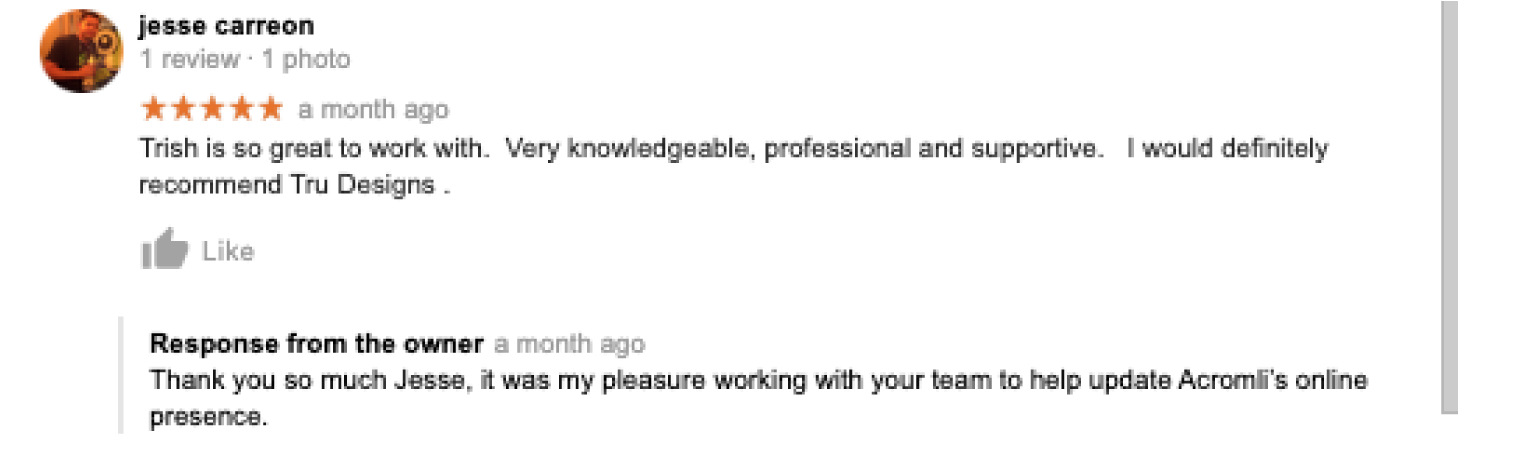 jesse carreon
1 review · 1 photo
a month ago
Trish is so great to work with.  Very knowledgeable, professional and supportive.   I would definitely
recommend Tru Designs .
Like
Response from the owner a month ago
Thank you so much Jesse, it was my pleasure working with your team to help update Acromli's online
presence.